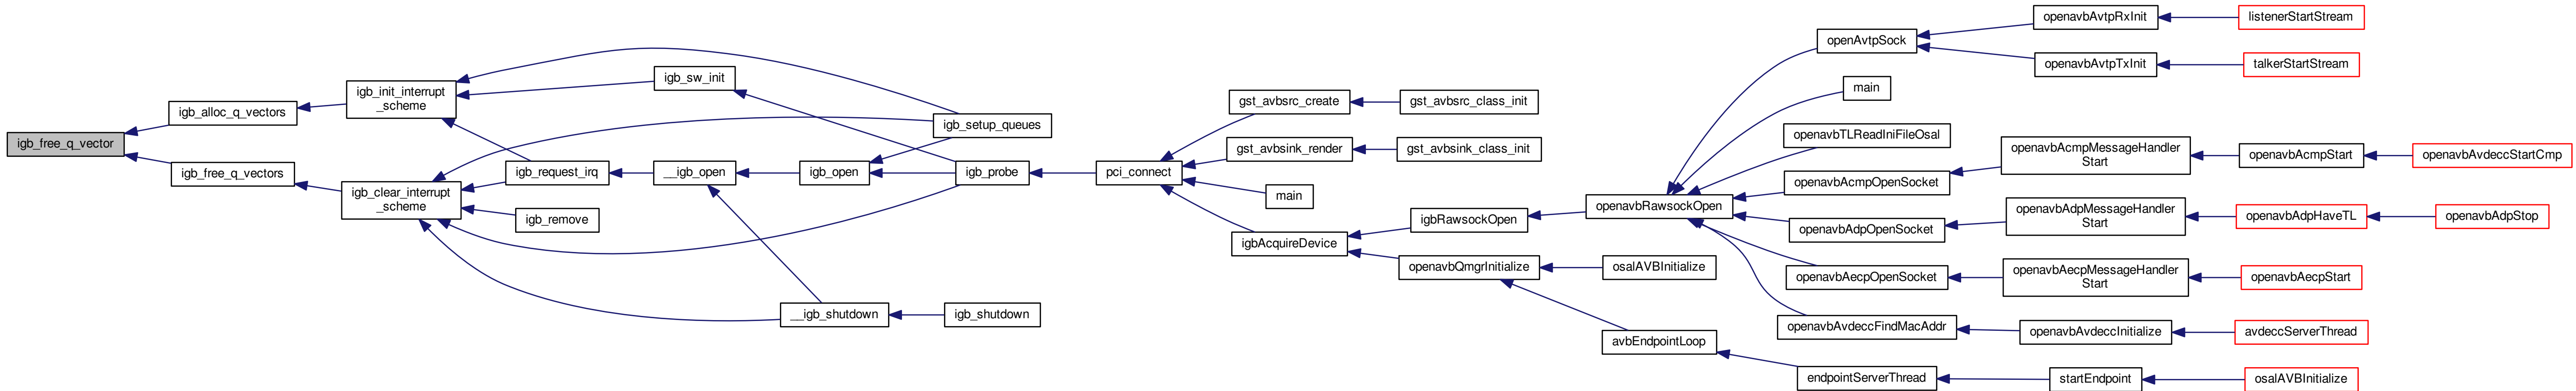 igb_free_q_vector
igb_alloc_q_vectors
igb_free_q_vectors
igb_init_interrupt
_scheme
igb_clear_interrupt
_scheme
igb_sw_init
igb_request_irq
igb_remove
__igb_open
__igb_shutdown
igb_open
igb_setup_queues
igb_probe
igb_shutdown
pci_connect
gst_avbsrc_create
gst_avbsink_render
main
igbAcquireDevice
gst_avbsrc_class_init
gst_avbsink_class_init
igbRawsockOpen
openavbQmgrInitialize
openavbRawsockOpen
osalAVBInitialize
avbEndpointLoop
openAvtpSock
main
openavbTLReadIniFileOsal
openavbAcmpOpenSocket
openavbAdpOpenSocket
openavbAecpOpenSocket
openavbAvdeccFindMacAddr
endpointServerThread
openavbAvtpRxInit
openavbAvtpTxInit
openavbAcmpMessageHandler
Start
openavbAdpMessageHandler
Start
openavbAecpMessageHandler
Start
openavbAvdeccInitialize
startEndpoint
listenerStartStream
talkerStartStream
openavbAcmpStart
openavbAdpHaveTL
openavbAecpStart
avdeccServerThread
osalAVBInitialize
openavbAvdeccStartCmp
openavbAdpStop